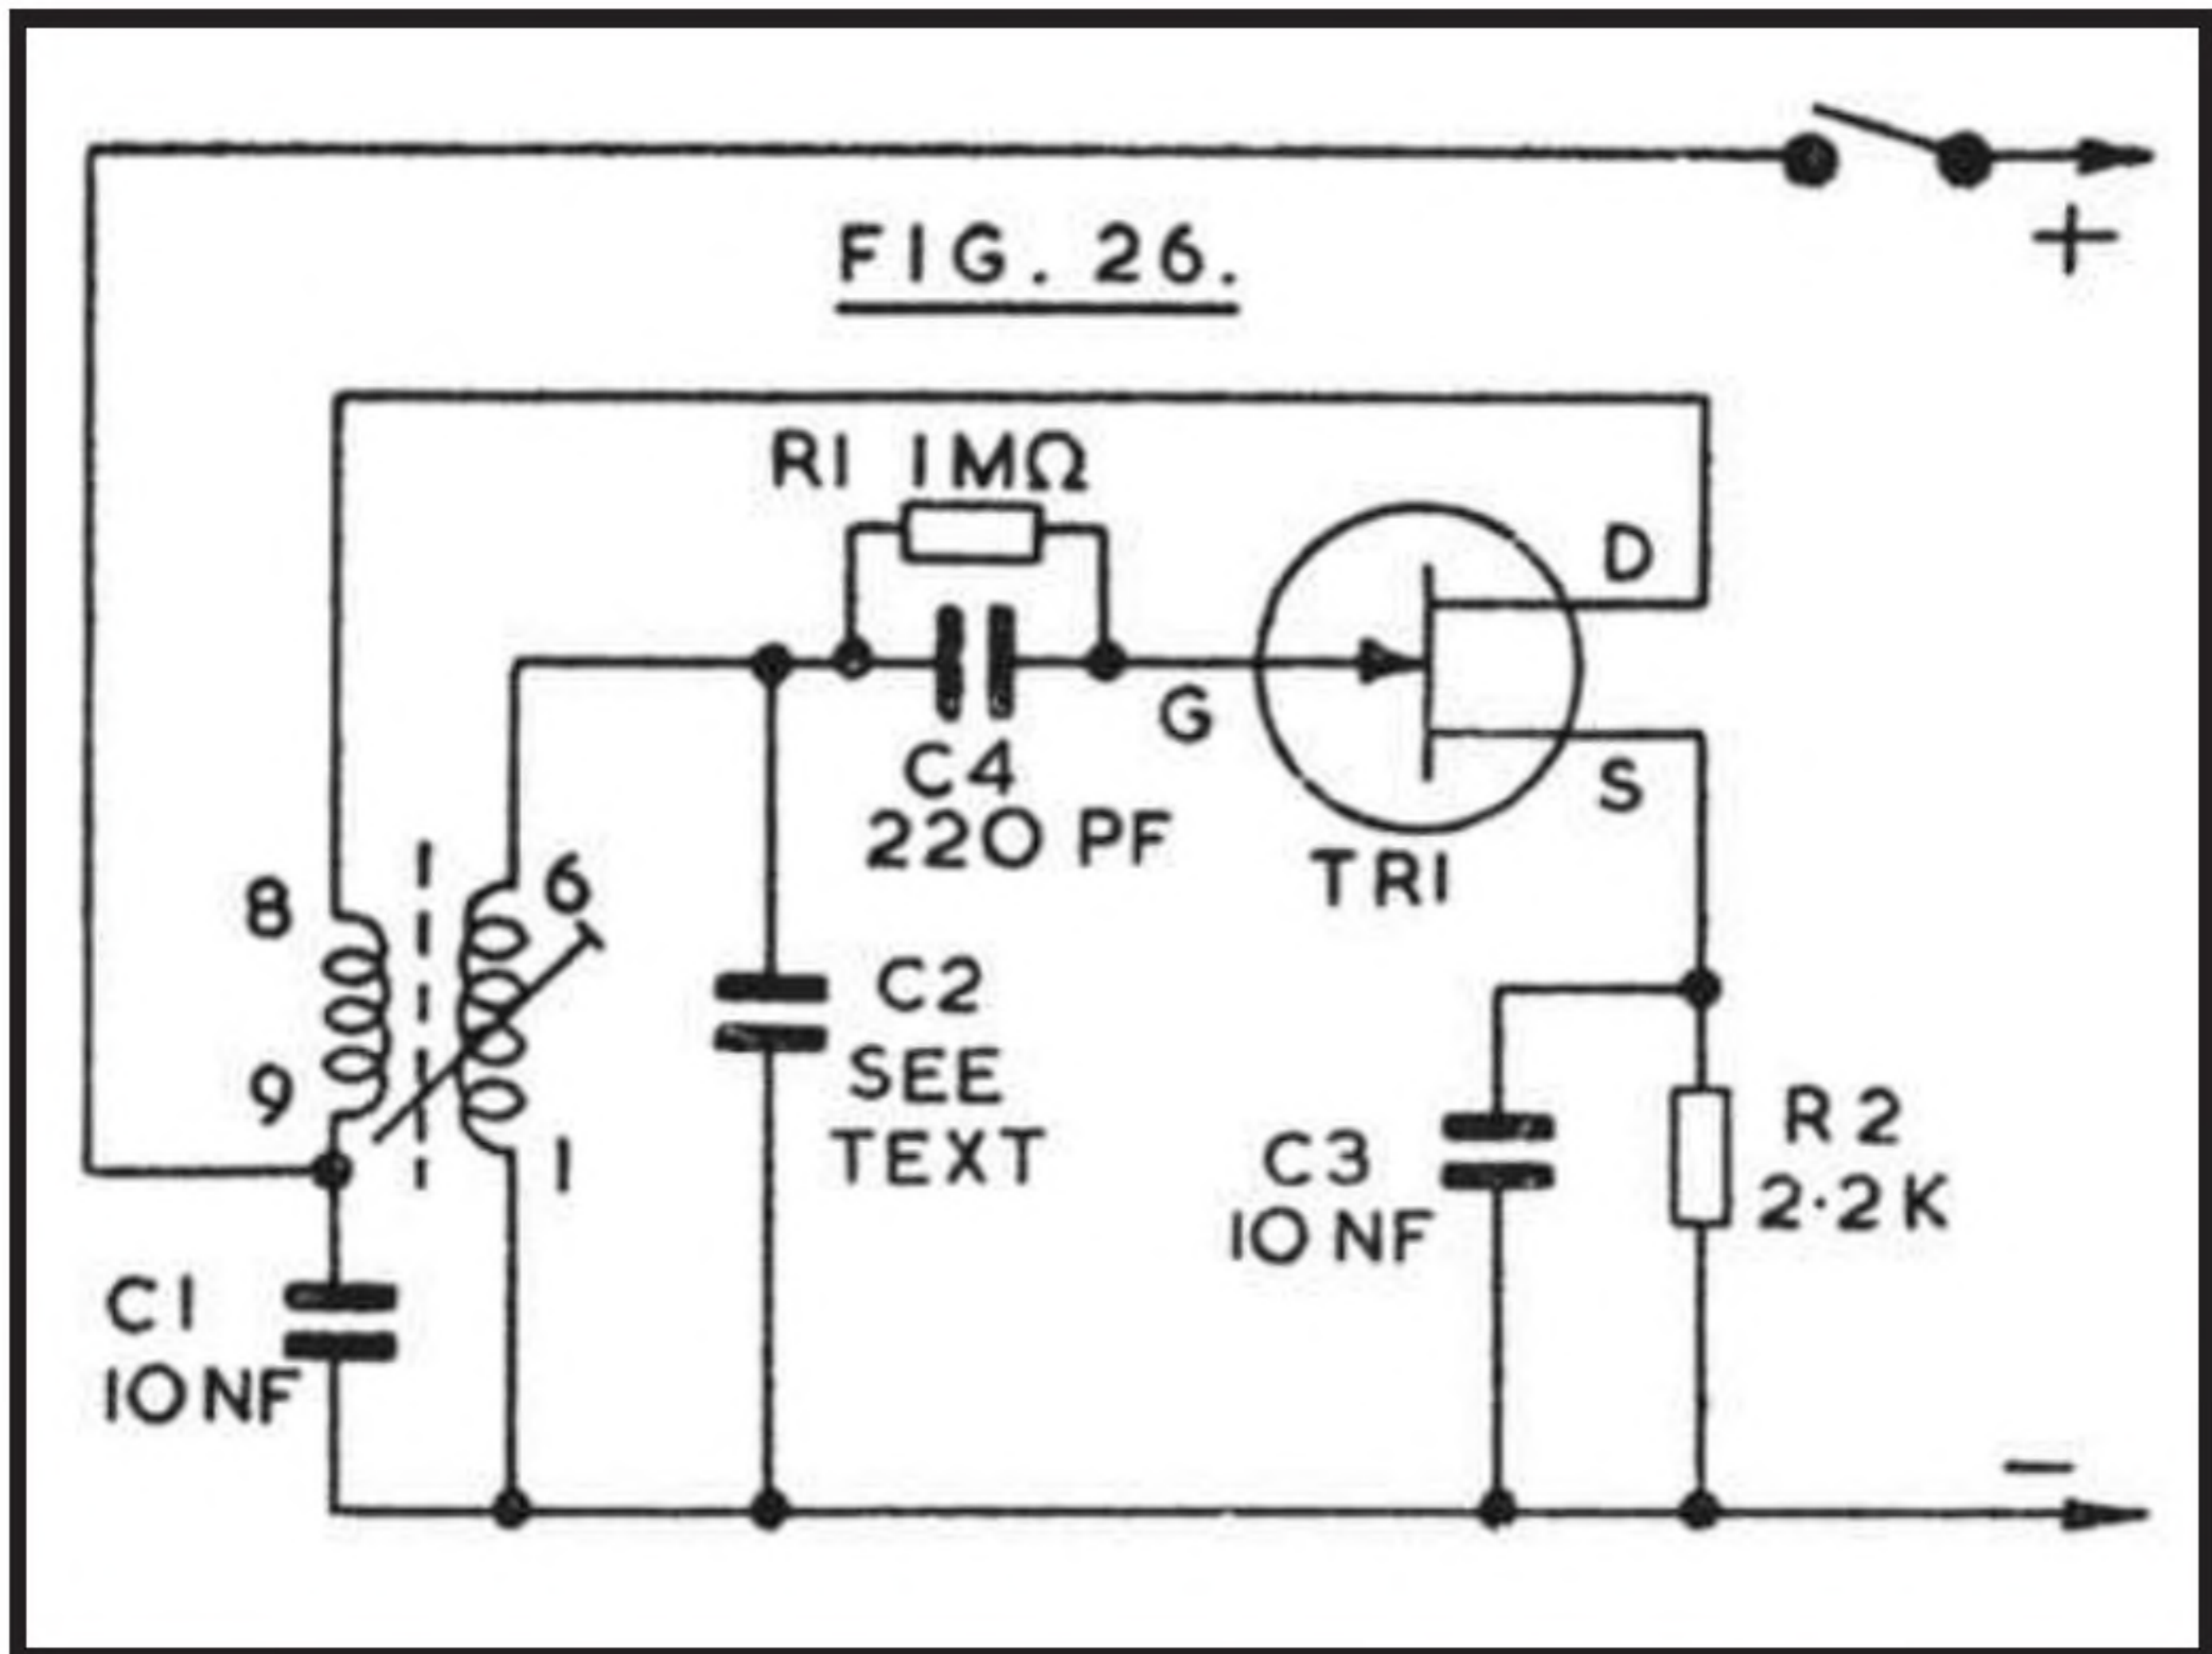 +
FIG. 26.
R1 1MΩ
D
G
C4
220 PF
S
TR1
8
6
C2
SEE
TEXT
9
1
R2
2·2K
C3
10 NF
C1
10NF
−